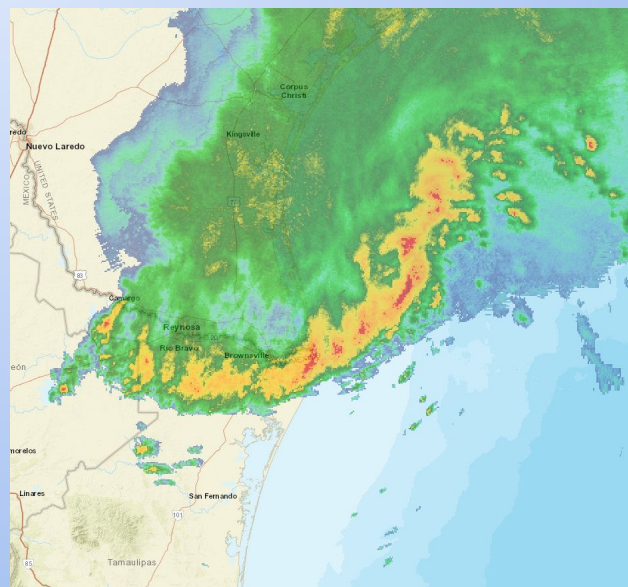 Corpus
Christi
Kingsville
redo
Nuevo Laredo
MEXICO
UNITED STATES
77
83
Camargo
Reynosa
Rio Bravo
Brownsville
León
morelos
Linares
San Fernando
101
Tamaulipas
85